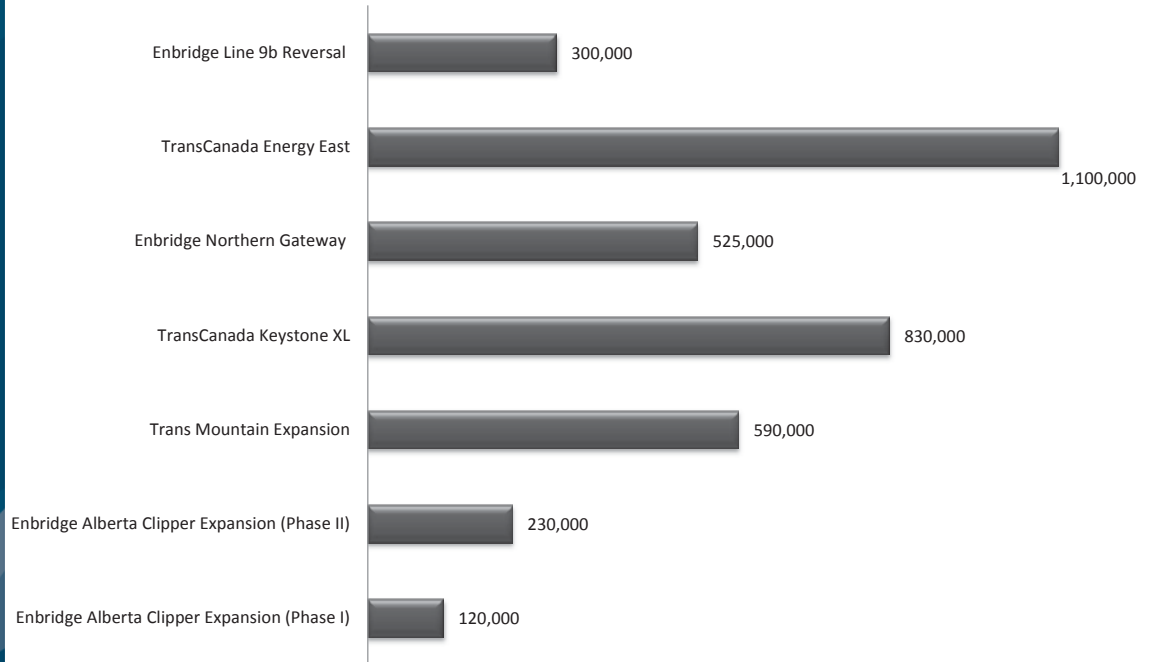 Enbridge Line 9b Reversal 300,000
TransCanada Energy East 1,100,000
Enbridge Northern Gateway 525,000
TransCanada Keystone XL 830,000
Trans Mountain Expansion 590,000
Enbridge Alberta Clipper Expansion (Phase II) 230,000
Enbridge Alberta Clipper Expansion (Phase I) 120,000